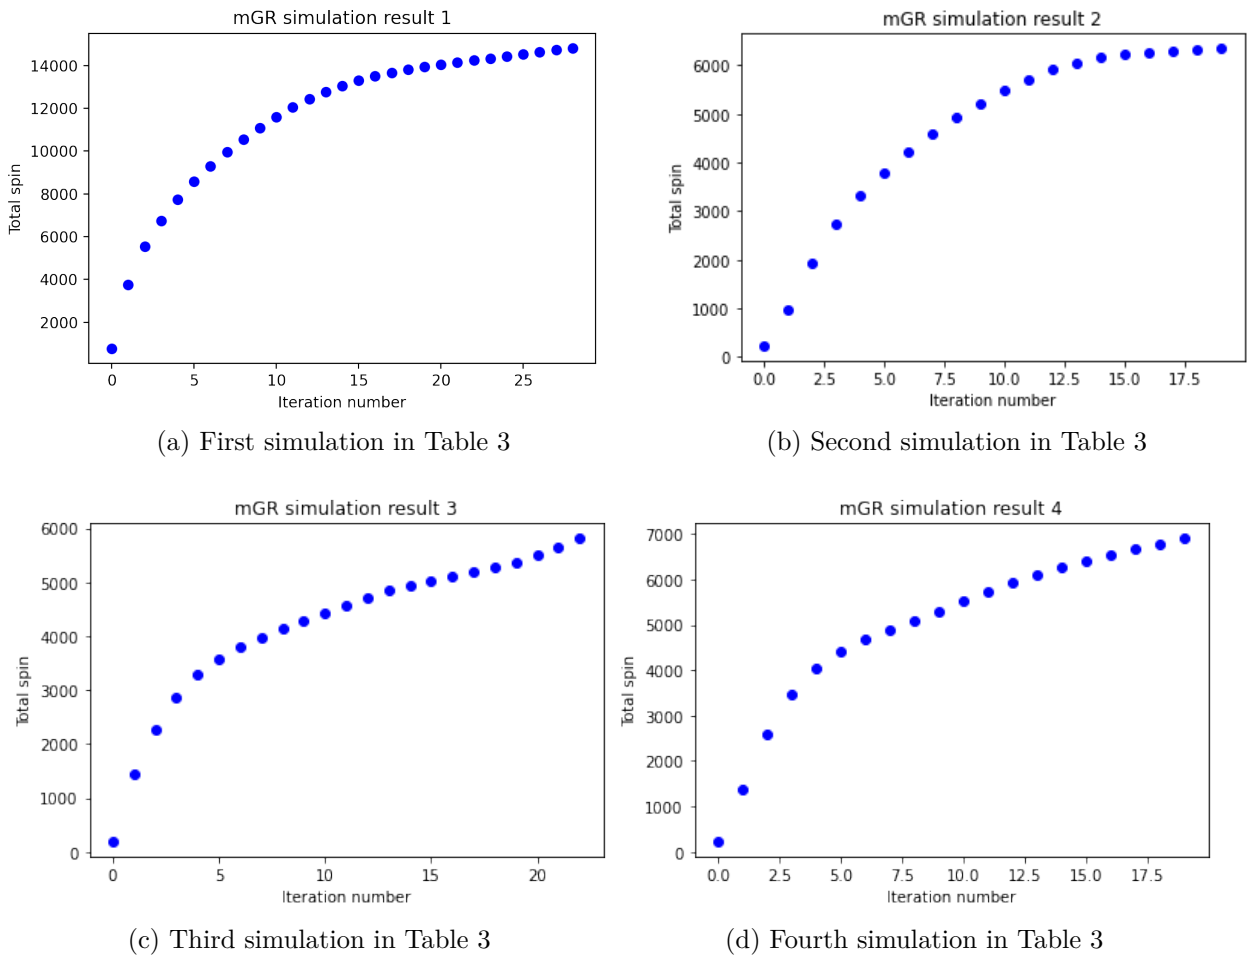 mGR simulation result 1
14000
12000
10000
8000
6000
4000
2000
Total spin
0 5 10 15 20 25
Iteration number
(a) First simulation in Table 3
mGR simulation result 2
6000
5000
4000
3000
2000
1000
0
Total spin
0.0 2.5 5.0 7.5 10.0 12.5 15.0 17.5
Iteration number
(b) Second simulation in Table 3
mGR simulation result 3
6000
5000
4000
3000
2000
1000
0
Total spin
0 5 10 15 20
Iteration number
(c) Third simulation in Table 3
mGR simulation result 4
7000
6000
5000
4000
3000
2000
1000
0
Total spin
0.0 2.5 5.0 7.5 10.0 12.5 15.0 17.5
Iteration number
(d) Fourth simulation in Table 3